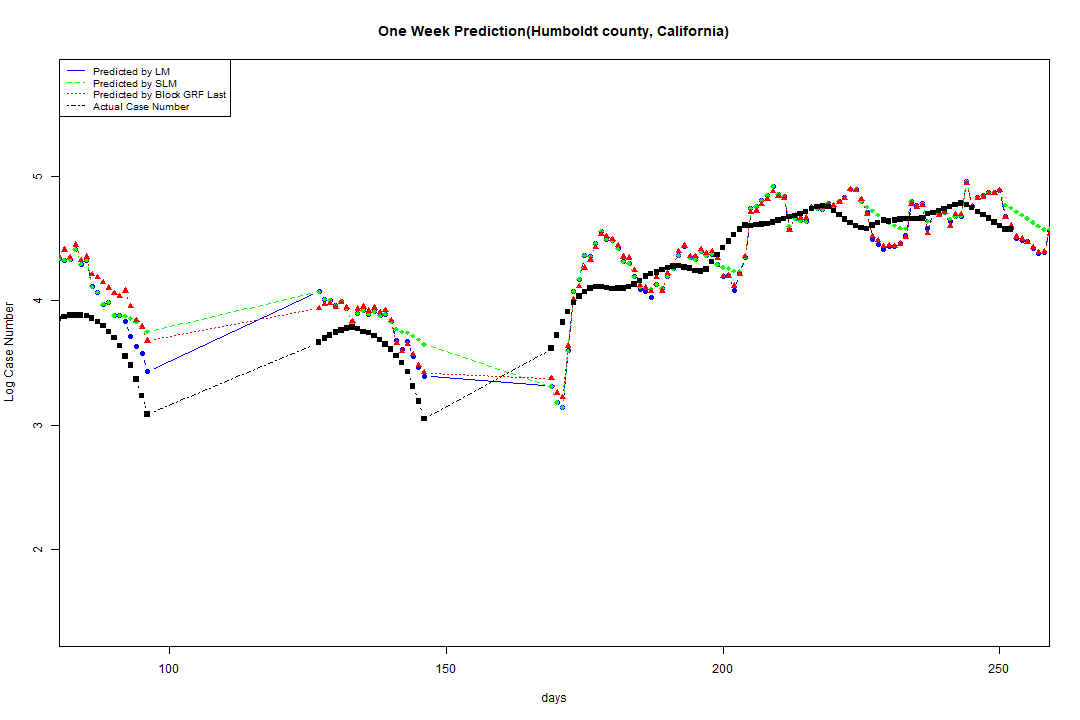 One Week Prediction(Humboldt county, California)
Predicted by LM
Predicted by SLM
Predicted by Block GRF Last
Actual Case Number
5
4
3
2
Log Case Number
100 150 200 250
days